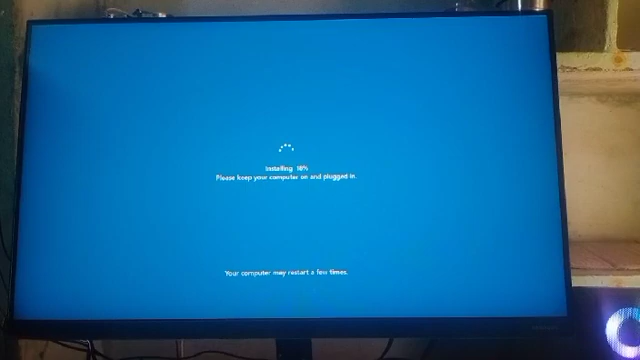 Installing 18%
Please keep your computer on and plugged in.
Your computer may restart a few times.